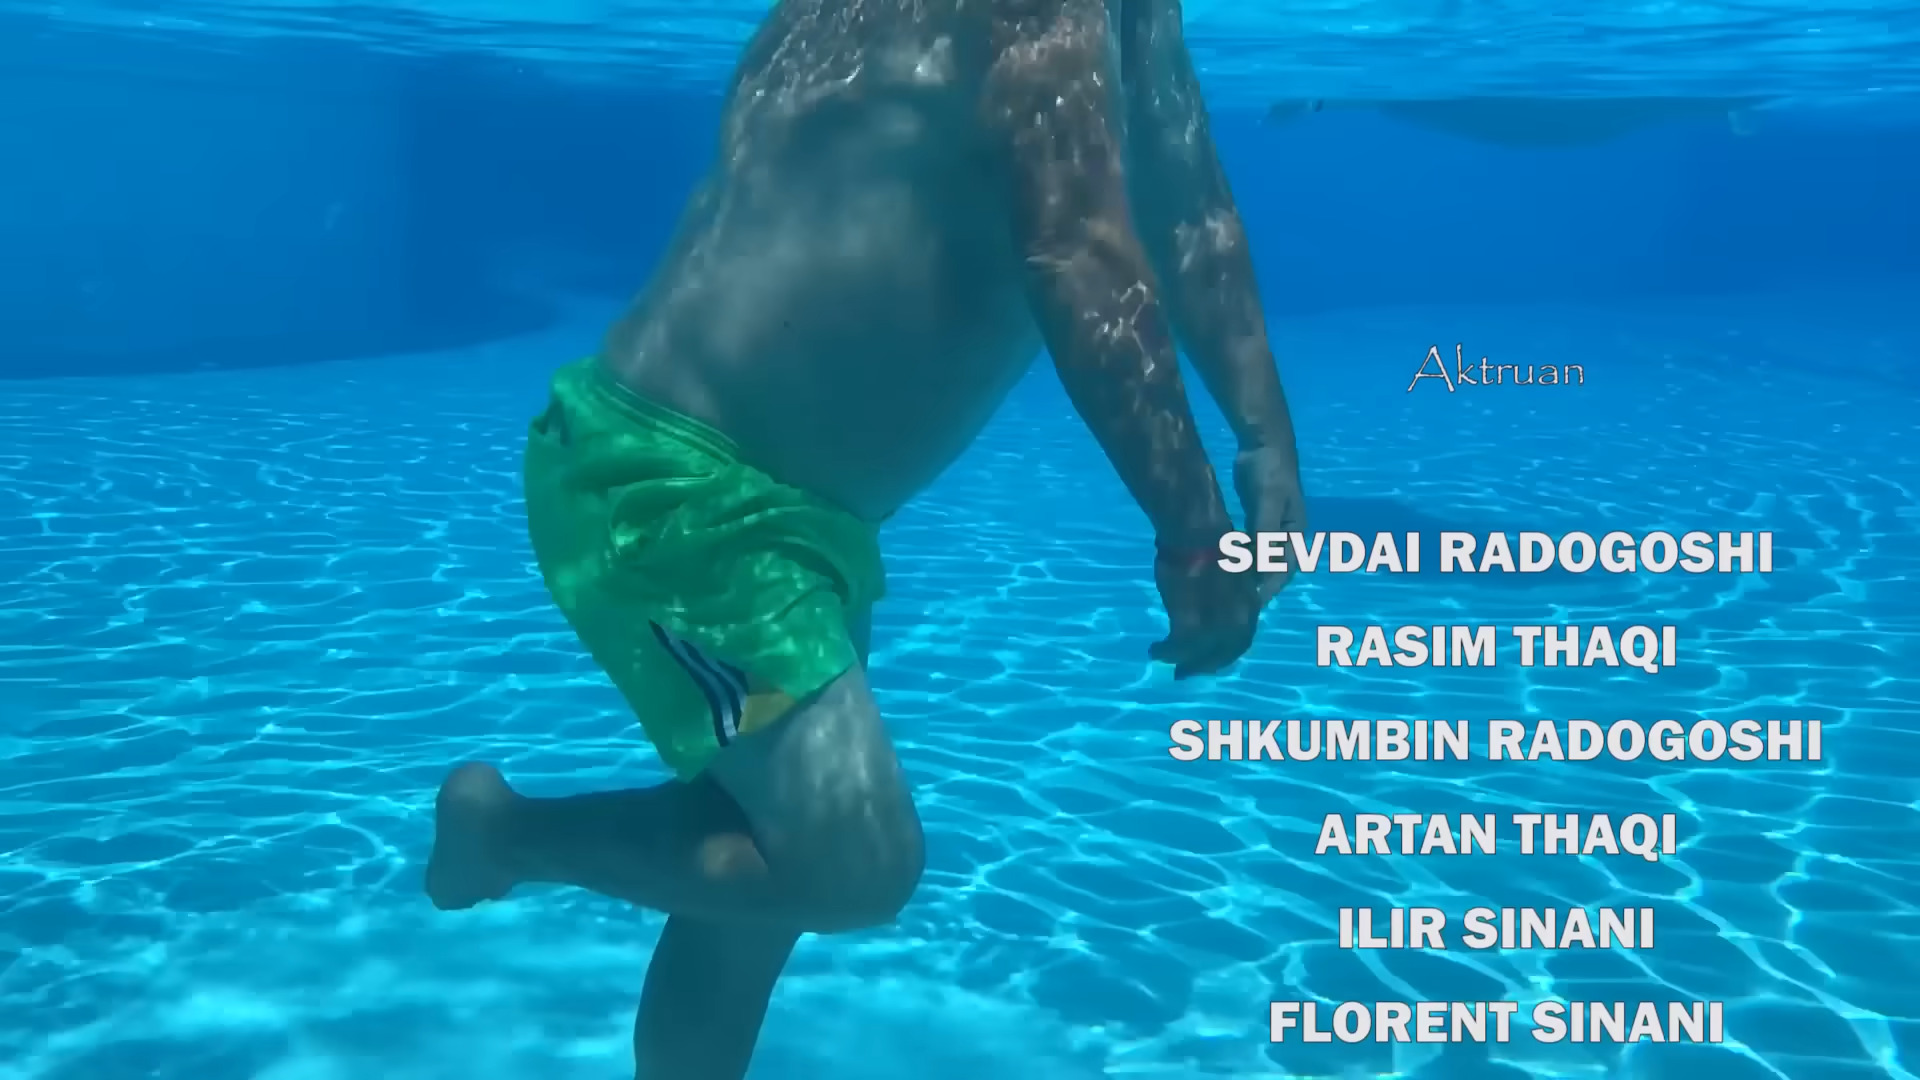 Aktruan
SEVDAI RADOGOSHI
RASIM THAQI
SHKUMBIN RADOGOSHI
ARTAN THAQI
ILIR SINANI
FLORENT SINANI